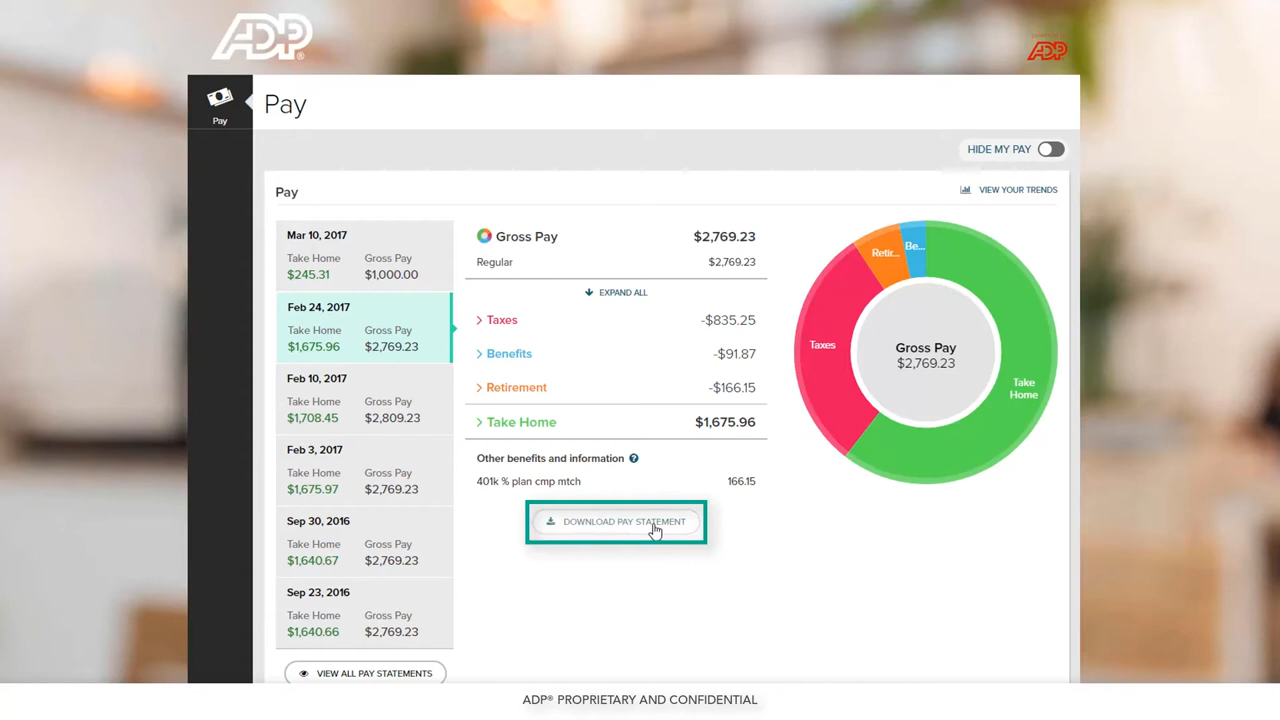 ADP
ADP
Pay
Pay
HIDE MY PAY
Pay
VIEW YOUR TRENDS
Mar 10, 2017
Take Home Gross Pay
$245.31 $1,000.00
Feb 24, 2017
Take Home Gross Pay
$1,675.96 $2,769.23
Feb 10, 2017
Take Home Gross Pay
$1,708.45 $2,809.23
Feb 3, 2017
Take Home Gross Pay
$1,675.97 $2,769.23
Sep 30, 2016
Take Home Gross Pay
$1,640.67 $2,769.23
Sep 23, 2016
Take Home Gross Pay
$1,640.66 $2,769.23
VIEW ALL PAY STATEMENTS
Gross Pay $2,769.23
Regular $2,769.23
EXPAND ALL
Taxes -$835.25
Benefits -$91.87
Retirement -$166.15
Take Home $1,675.96
Other benefits and information ?
401k % plan cmp mtch 166.15
DOWNLOAD PAY STATEMENT
Retir... Be...
Taxes
Gross Pay
$2,769.23
Take
Home
ADP® PROPRIETARY AND CONFIDENTIAL